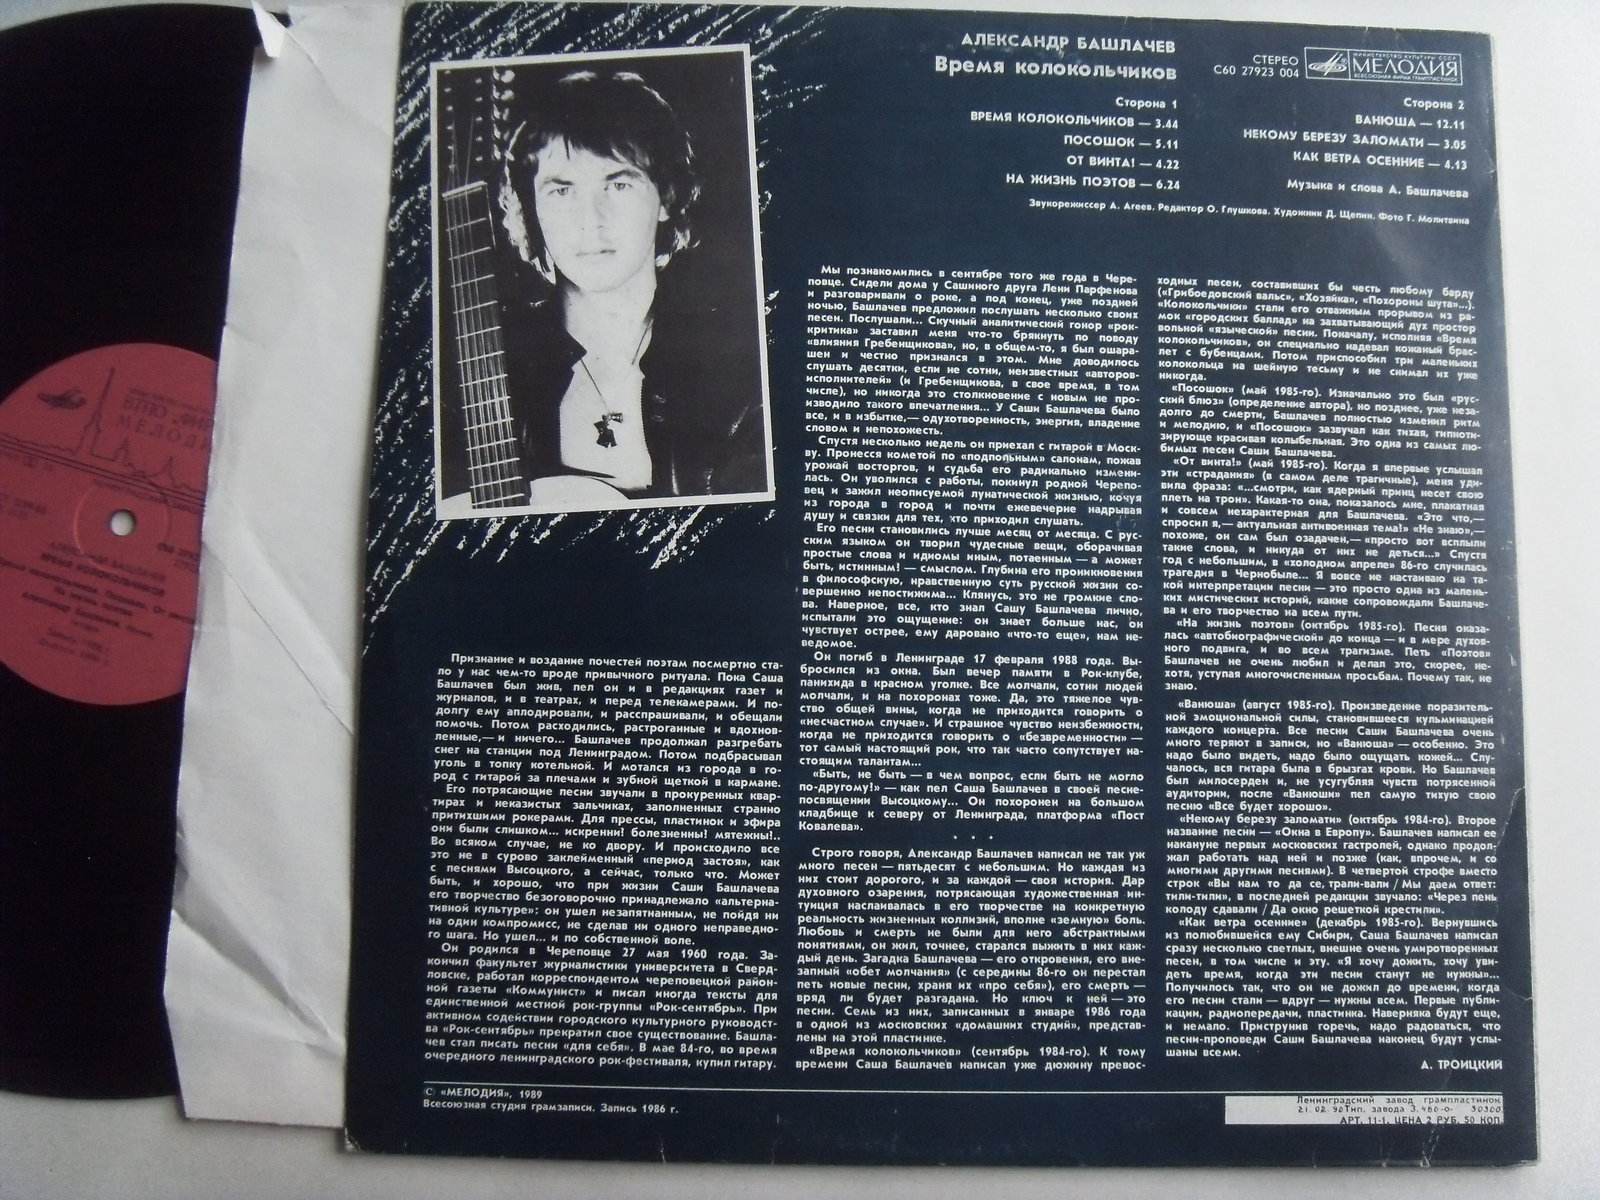 АЛЕКСАНДР БАШЛАЧЕВ
Время колокольчиков
СТЕРЕО
С60 27923 004
МИНИСТЕРСТВО КУЛЬТУРЫ СССР
МЕЛОДИЯ
ВСЕСОЮЗНАЯ ФИРМА ГРАМПЛАСТИНОК
Сторона 1
ВРЕМЯ КОЛОКОЛЬЧИКОВ — 3.44
ПОСОШОК — 5.11
ОТ ВИНТА! — 4.22
НА ЖИЗНЬ ПОЭТОВ — 6.24
Сторона 2
ВАНЮША — 12.11
НЕКОМУ БЕРЕЗУ ЗАЛОМАТИ — 3.05
КАК ВЕТРА ОСЕННИЕ — 4.13
Музыка и слова А. Башлачева
Звукорежиссер А. Агеев. Редактор О. Глушкова. Художник Д. Щепин. Фото Г. Молитвина
Признание и воздание почестей поэтам посмертно ста-
ло у нас чем-то вроде привычного ритуала. Пока Саша
Башлачев был жив, пел он и в редакциях газет и
журналов, и в театрах, и перед телекамерами. И по-
долгу ему аплодировали, и расспрашивали, и обещали
помочь. Потом расходились, растроганные и вдохнов-
ленные,— и ничего... Башлачев продолжал разгребать
снег на станции под Ленинградом. Потом подбрасывал
уголь в топку котельной. И мотался из города в го-
род с гитарой за плечами и зубной щеткой в кармане.
Его потрясающие песни звучали в прокуренных квар-
тирах и неказистых зальчиках, заполненных странно
притихшими рокерами. Для прессы, пластинок и эфира
они были слишком... искренни! болезненны! мятежны!..
Во всяком случае, не ко двору. И происходило все
это не в сурово заклейменный «период застоя», как
с песнями Высоцкого, а сейчас, только что. Может
быть, и хорошо, что при жизни Саши Башлачева
его творчество безоговорочно принадлежало «альтерна-
тивной культуре»: он ушел незапятнанным, не пойдя ни
на один компромисс, не сделав ни одного неправедно-
го шага. Но ушел... и по собственной воле.
Он родился в Череповце 27 мая 1960 года. За-
кончил факультет журналистики университета в Сверд-
ловске, работал корреспондентом череповецкой район-
ной газеты «Коммунист» и писал иногда тексты для
единственной местной рок-группы «Рок-сентябрь». При
активном содействии городского культурного руководст-
ва «Рок-сентябрь» прекратил свое существование. Башла-
чев стал писать песни «для себя». В мае 84-го, во время
очередного ленинградского рок-фестиваля, купил гитару.
Мы познакомились в сентябре того же года в Чере-
повце. Сидели дома у Сашиного друга Лени Парфенова
и разговаривали о роке, а под конец, уже поздней
ночью, Башлачев предложил послушать несколько своих
песен. Послушали... Скучный аналитический гонор «рок-
критика» заставил меня что-то брякнуть по поводу
«влияния Гребенщикова», но, в общем-то, я был ошара-
шен и честно признался в этом. Мне доводилось
слушать десятки, если не сотни, неизвестных «авторов-
исполнителей» (и Гребенщикова, в свое время, в том
числе), но никогда это столкновение с новым не про-
изводило такого впечатления... У Саши Башлачева было
все, и в избытке,— одухотворенность, энергия, владение
словом и непохожесть.
Спустя несколько недель он приехал с гитарой в Моск-
ву. Пронесся кометой по «подпольным» салонам, пожав
урожай восторгов, и судьба его радикально измени-
лась. Он уволился с работы, покинул родной Черепо-
вец и зажил неописуемой лунатической жизнью, кочуя
из города в город и почти ежевечерне надрывая
душу и связки для тех, кто приходил слушать.
Его песни становились лучше месяц от месяца. С рус-
ским языком он творил чудесные вещи, оборачивая
простые слова и идиомы иным, потаенным — а может
быть, истинным! — смыслом. Глубина его проникновения
в философскую, нравственную суть русской жизни со-
вершенно непостижима... Клянусь, это не громкие сло-
ва. Наверное, все, кто знал Сашу Башлачева лично,
испытали это ощущение: он знает больше нас, он
чувствует острее, ему даровано «что-то еще», нам не-
ведомое.
Он погиб в Ленинграде 17 февраля 1988 года. Вы-
бросился из окна. Был вечер памяти в Рок-клубе,
панихида в красном уголке. Все молчали, сотни людей
молчали, и на похоронах тоже. Да, это тяжелое чув-
ство общей вины, когда не приходится говорить о
«несчастном случае». И страшное чувство неизбежности,
когда не приходится говорить о «безвременности» —
тот самый настоящий рок, что так часто сопутствует на-
стоящим талантам...
«Быть, не быть — в чем вопрос, если быть не могло
по-другому!» — как пел Саша Башлачев в своей песне-
посвящении Высоцкому... Он похоронен на большом
кладбище к северу от Ленинграда, платформа «Пост
Ковалева».
* * *
Строго говоря, Александр Башлачев написал не так уж
много песен — пятьдесят с небольшим. Но каждая из
них стоит дорогого, и за каждой — своя история. Дар
духовного озарения, потрясающая художественная ин-
туиция наслаивалась в его творчестве на конкретную
реальность жизненных коллизий, вполне «земную» боль.
Любовь и смерть не были для него абстрактными
понятиями, он жил, точнее, старался выжить в них каж-
дый день. Загадка Башлачева — его откровения, его вне-
запный «обет молчания» (с середины 86-го он перестал
петь новые песни, храня их «про себя»), его смерть —
вряд ли будет разгадана. Но ключ к ней — это
песни. Семь из них, записанных в январе 1986 года
в одной из московских «домашних студий», представ-
лены на этой пластинке.
«Время колокольчиков» (сентябрь 1984-го). К тому
времени Саша Башлачев написал уже дюжину превос-
ходных песен, составивших бы честь любому барду
(«Грибоедовский вальс», «Хозяйка», «Похороны шута»...).
«Колокольчики» стали его отважным прорывом из ра-
мок «городских баллад» на захватывающий дух простор
вольной «языческой» песни. Поначалу, исполняя «Время
колокольчиков», он специально надевал кожаный брас-
лет с бубенцами. Потом приспособил три маленьких
колокольца на шейную тесьму и не снимал их уже
никогда.
«Посошок» (май 1985-го). Изначально это был «рус-
ский блюз» (определение автора), но позднее, уже неза-
долго до смерти, Башлачев полностью изменил ритм
и мелодию, и «Посошок» зазвучал как тихая, гипноти-
зирующе красивая колыбельная. Это одна из самых лю-
бимых песен Саши Башлачева.
«От винта!» (май 1985-го). Когда я впервые услышал
эти «страдания» (в самом деле трагичные), меня уди-
вила фраза: «...смотри, как ядерный принц несет свою
плеть на трон». Какая-то она, показалось мне, плакатная
и совсем нехарактерная для Башлачева. «Это что,—
спросил я,— актуальная антивоенная тема!» «Не знаю»,—
похоже, он сам был озадачен,— «просто вот всплыли
такие слова, и никуда от них не деться...» Спустя
год с небольшим, в «холодном апреле» 86-го случилась
трагедия в Чернобыле... Я вовсе не настаиваю на та-
кой интерпретации песни — это просто одна из малень-
ких мистических историй, какие сопровождали Башлаче-
ва и его творчество на всем пути.
«На жизнь поэтов» (октябрь 1985-го). Песня оказа-
лась «автобиографической» до конца — и в мере духов-
ного подвига, и во всем трагизме. Петь «Поэтов»
Башлачев не очень любил и делал это, скорее, не-
хотя, уступая многочисленным просьбам. Почему так, не
знаю.
«Ванюша» (август 1985-го). Произведение поразитель-
ной эмоциональной силы, становившееся кульминацией
каждого концерта. Все песни Саши Башлачева очень
много теряют в записи, но «Ванюша» — особенно. Это
надо было видеть, надо было ощущать кожей... Слу-
чалось, вся гитара была в брызгах крови. Но Башлачев
был милосерден и, не усугубляя чувств потрясенной
аудитории, после «Ванюши» пел самую тихую свою
песню «Все будет хорошо».
«Некому березу заломати» (октябрь 1984-го). Второе
название песни — «Окна в Европу». Башлачев написал ее
накануне первых московских гастролей, однако продол-
жал работать над ней и позже (как, впрочем, и со
многими другими песнями). В четвертой строфе вместо
строк «Вы нам то да се, трали-вали / Мы даем ответ:
тили-тили», в последней редакции звучало: «Через пень
колоду сдавали / Да окно решеткой крестили».
«Как ветра осенние» (декабрь 1985-го). Вернувшись
из полюбившейся ему Сибири, Саша Башлачев написал
сразу несколько светлых, внешне очень умиротворенных
песен, в том числе и эту. «Я хочу дожить, хочу уви-
деть время, когда эти песни станут не нужны»...
Получилось так, что он не дожил до времени, когда
его песни стали — вдруг — нужны всем. Первые публи-
кации, радиопередачи, пластинка. Наверняка будут еще,
и немало. Приструнив горечь, надо радоваться, что
песни-проповеди Саши Башлачева наконец будут услы-
шаны всеми.
А. ТРОИЦКИЙ
© «МЕЛОДИЯ», 1989
Всесоюзная студия грамзаписи. Запись 1986 г.
Ленинградский завод грампластинок
21.02.90 Тип. завода З. 480-0- 30300
АРТ. 11-1. ЦЕНА 2 РУБ. 50 КОП.
МЕЛОДИ
АЛЕКСАНДР БАШЛАЧЕВ
ВРЕМЯ КОЛОКОЛЬЧИКОВ